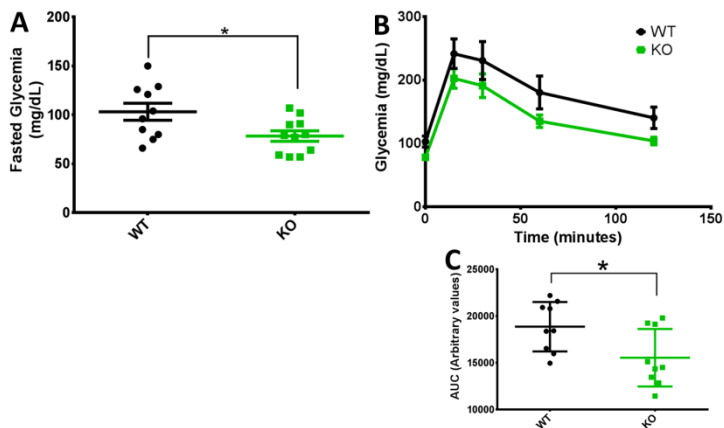 A
Fasted Glycemia
(mg/dL)
200
150
100
50
0
*
WT
KO
B
Glycemia (mg/dL)
300
200
100
0
WT
KO
0
50
100
150
Time (minutes)
C
AUC (Arbitrary values)
25000
20000
15000
10000
*
WT
KO